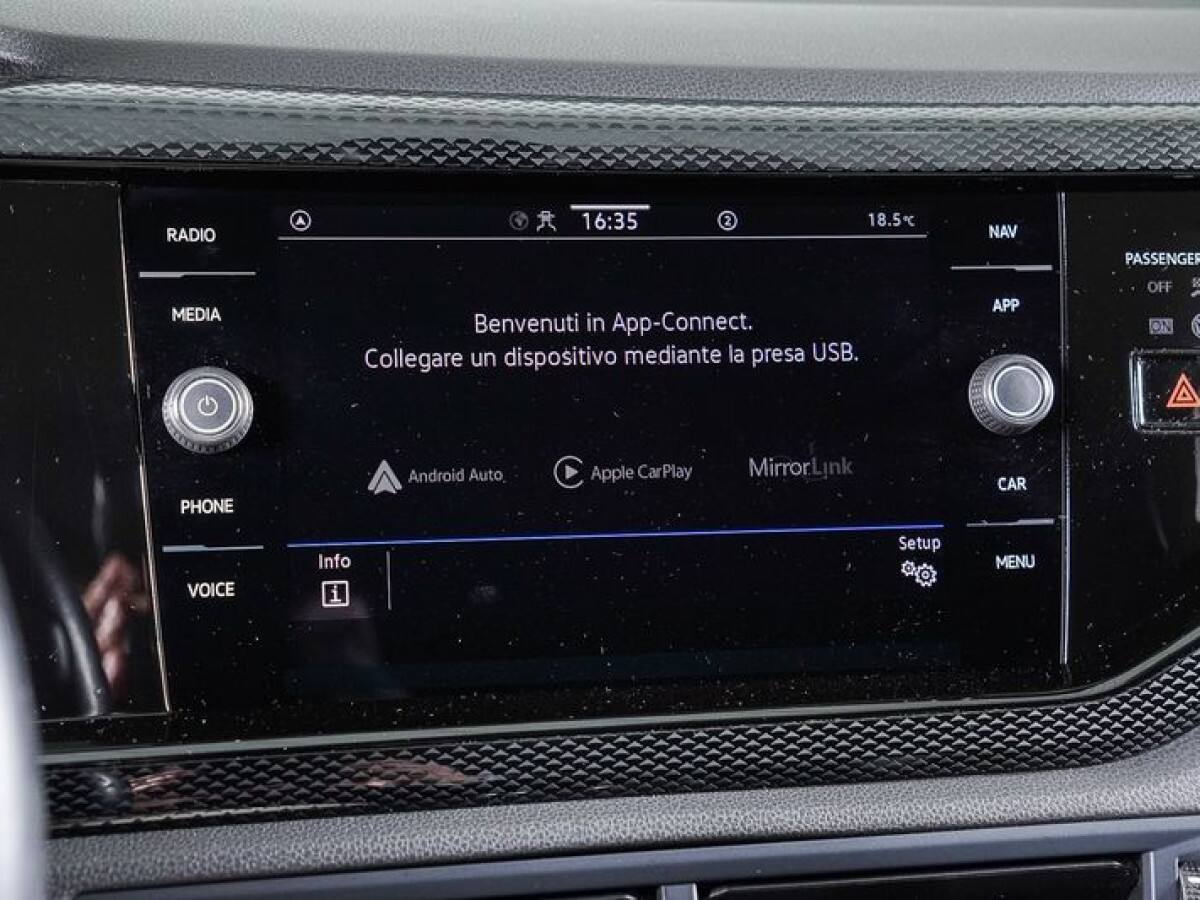 RADIO
MEDIA
PHONE
VOICE
16:35
2
18.5°C
Benvenuti in App-Connect.
Collegare un dispositivo mediante la presa USB.
Android Auto
Apple CarPlay
MirrorLink
Info
i
Setup
NAV
APP
CAR
MENU
PASSENGER
OFF
ON